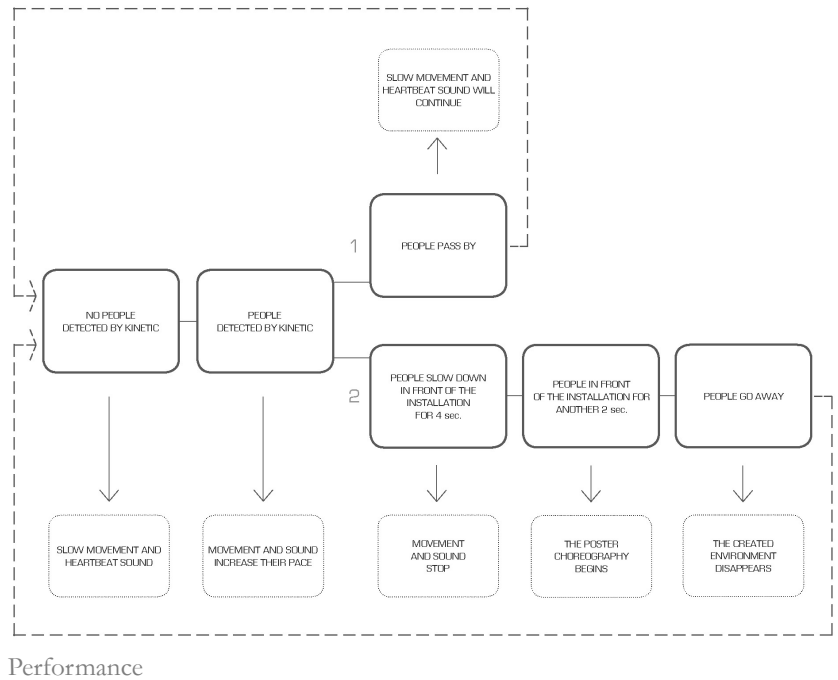 SLOW MOVEMENT AND
HEARTBEAT SOUND WILL
CONTINUE
1
PEOPLE PASS BY
NO PEOPLE
DETECTED BY KINETIC
PEOPLE
DETECTED BY KINETIC
2
PEOPLE SLOW DOWN
IN FRONT OF THE
INSTALLATION
FOR 4 sec.
PEOPLE IN FRONT
OF THE INSTALLATION FOR
ANOTHER 2 sec.
PEOPLE GO AWAY
SLOW MOVEMENT AND
HEARTBEAT SOUND
MOVEMENT AND SOUND
INCREASE THEIR PACE
MOVEMENT
AND SOUND
STOP
THE POSTER
CHOREOGRAPHY
BEGINS
THE CREATED
ENVIRONMENT
DISAPPEARS
Performance